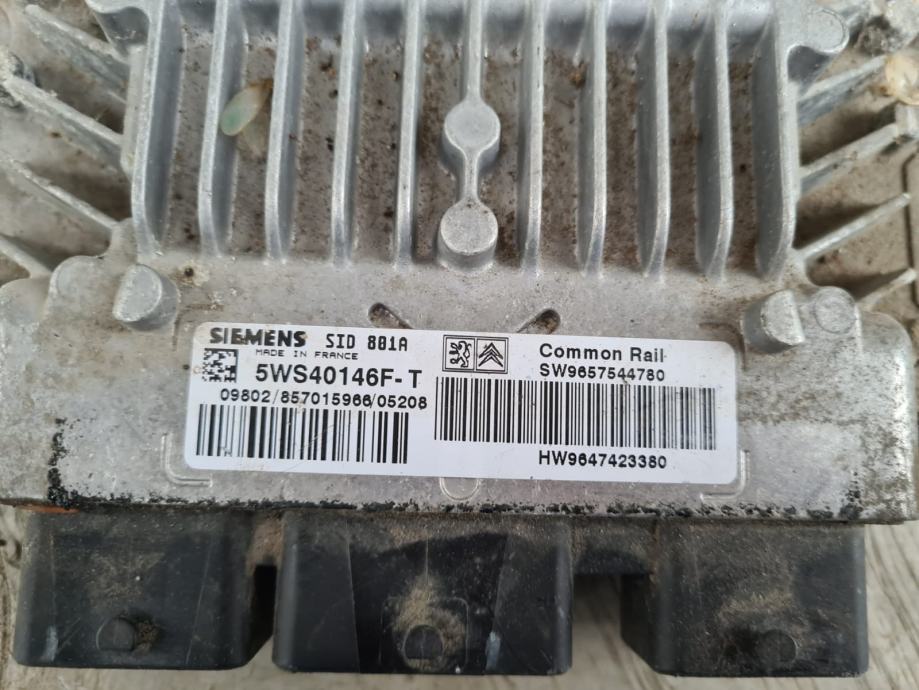 SIEMENS SID 801A
MADE IN FRANCE
5WS40146F-T
09802/857015966/05208
Common Rail
SW9657544780
HW9647423380